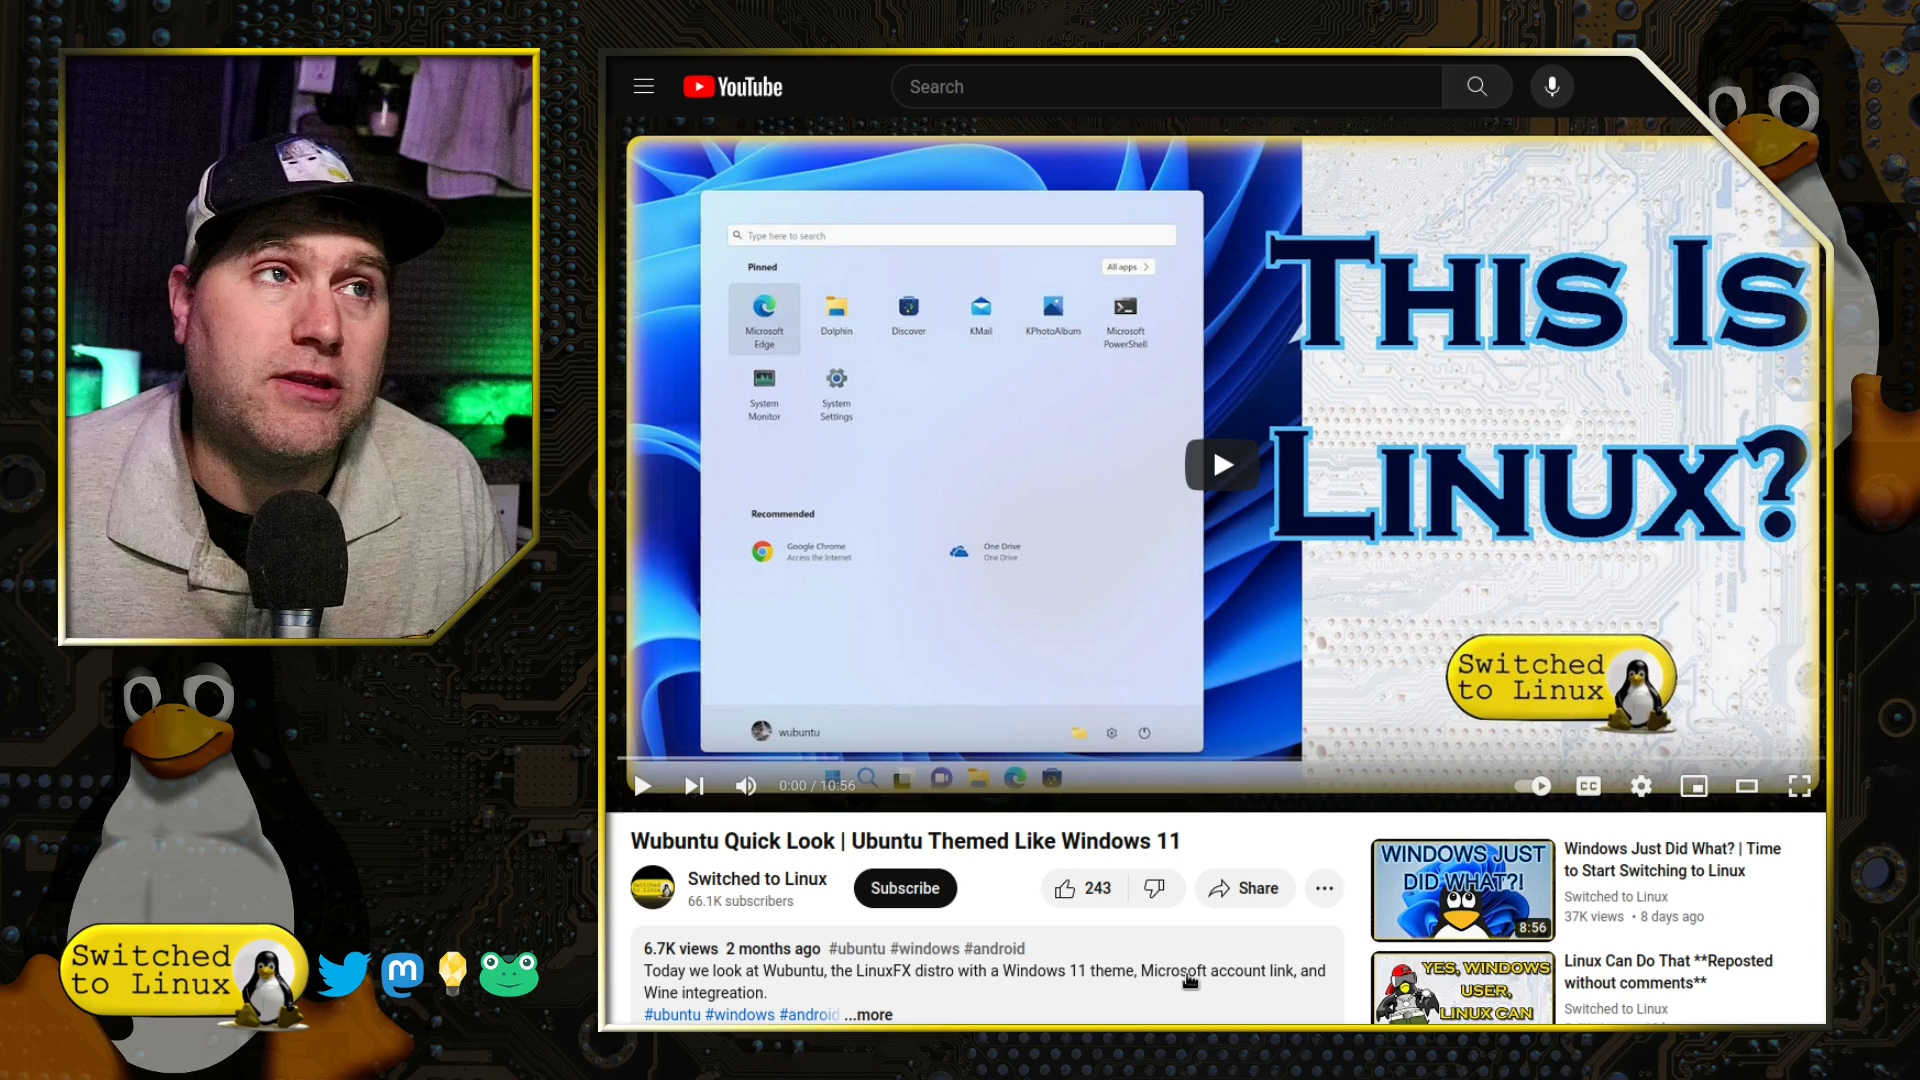 YouTube
Search
Type here to search
Pinned
All apps
Microsoft
Edge
Dolphin
Discover
KMail
KPhotoAlbum
Microsoft
PowerShell
System
Monitor
System
Settings
Recommended
Google Chrome
Access the Internet
One Drive
One Drive
wubuntu
This Is
Linux?
Switched
to Linux
0:00 / 10:56
CC
Wubuntu Quick Look | Ubuntu Themed Like Windows 11
Switched to Linux
66.1K subscribers
Subscribe
243
Share
6.7K views 2 months ago #ubuntu #windows #android
Today we look at Wubuntu, the LinuxFX distro with a Windows 11 theme, Microsoft account link, and
Wine integreation.
#ubuntu #windows #android ...more
WINDOWS JUST
DID WHAT?!
8:56
Windows Just Did What? | Time
to Start Switching to Linux
Switched to Linux
37K views • 8 days ago
YES, WINDOWS
USER,
LINUX CAN
Linux Can Do That **Reposted
without comments**
Switched to Linux
Switched
to Linux
m